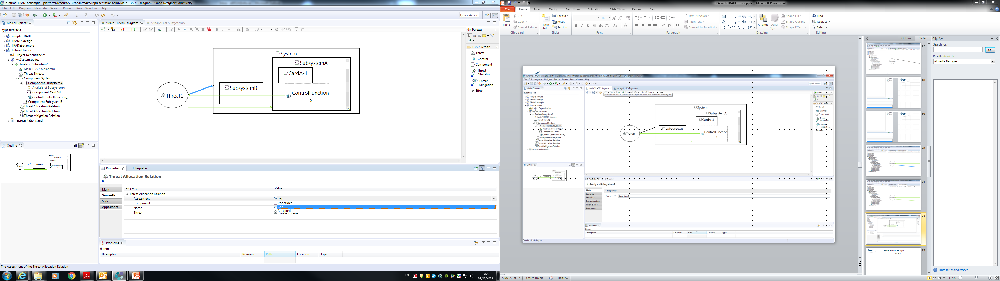 runtime-TRADESexample - platform:/resource/Tutorial.trades/representations.aird/Main TRADES diagram - Obeo Designer Community
File Edit Diagram Navigate Search Project Run Window Help
Quick Access
Model Explorer
type filter text
sample.TRADES
TRADES.design
TRADESexample
Tutorial.trades
Project Dependencies
MySystem.trades
Analysis SubsystemA
Main TRADES diagram
Threat Threat1
Component System
Component SubsystemA
Analysis of SubsystemA
Component CardA-1
Control ControlFunction_x
Component SubsystemB
Threat Allocation Relation
Threat Allocation Relation
Threat Mitigation Relation
representations.aird
Outline
*Main TRADES diagram
*Analysis of SubsystemA
System
SubsystemA
CardA-1
SubsystemB
Threat1
ControlFunction
_x
Palette
TRADES tools
Threat
Control
Component
Threat
Allocation
Threat
Mitigation
Effect
Properties
Interpreter
Threat Allocation Relation
Main
Semantic
Style
Appearance
Property Value
Threat Allocation Relation
Assessment Gap
Component
Name
Threat
Undecided
Gap
Accepted
Problems
0 items
Description Resource Path Location Type
The Assessment of the Threat Allocation Relation
EN
17:29
04/11/2019
TRA with TRADES Tool.pptx - Microsoft PowerPoint
File Home Insert Design Transitions Animations Slide Show Review View
Paste
Cut
Copy
Format Painter
Clipboard
New
Slide
Layout
Reset
Section
Slides
18
Font
Text Direction
Align Text
Convert to SmartArt
Paragraph
Arrange
Quick
Styles
Shape Fill
Shape Outline
Shape Effects
Drawing
Find
Replace
Select
Editing
runtime-TRADESexample - platform:/resource/Tutorial.trades/representations.aird/Main TRADES diagram - Obeo Designer Community
File Edit Diagram Navigate Search Project Run Window Help
Quick Access
Model Explorer
type filter text
sample.TRADES
TRADES.design
TRADESexample
Tutorial.trades
Project Dependencies
MySystem.trades
Analysis SubsystemA
Main TRADES diagram
Threat Threat1
Component System
Component SubsystemA
Analysis of SubsystemA
Component CardA-1
Control ControlFunction_x
Component SubsystemB
Threat Allocation Relation
Threat Allocation Relation
Threat Mitigation Relation
representations.aird
Outline
*Main TRADES diagram
*Analysis of SubsystemA
platform:/resource/Tutorial.trades/representations.aird/Main TRADES diagram
System
SubsystemA
CardA-1
SubsystemB
Threat1
ControlFunction
_x
Palette
TRADES tools
Threat
Control
Component
Threat
Allocation
Threat
Mitigation
Effect
Properties
Interpreter
Analysis SubsystemA
Main
Semantic
Behaviors
Documentation
Rulers & Grid
Appearance
Properties
Name: SubsystemA
Problems
0 items
Description Resource Path Location Type
Synchronized diagram
Outline Slides
17
18
19
20
21
22
23
Clip Art
Search for:
Go
Results should be:
All media file types
Hints for finding images
Slide 22 of 37 "Office Theme" Hebrew
125%